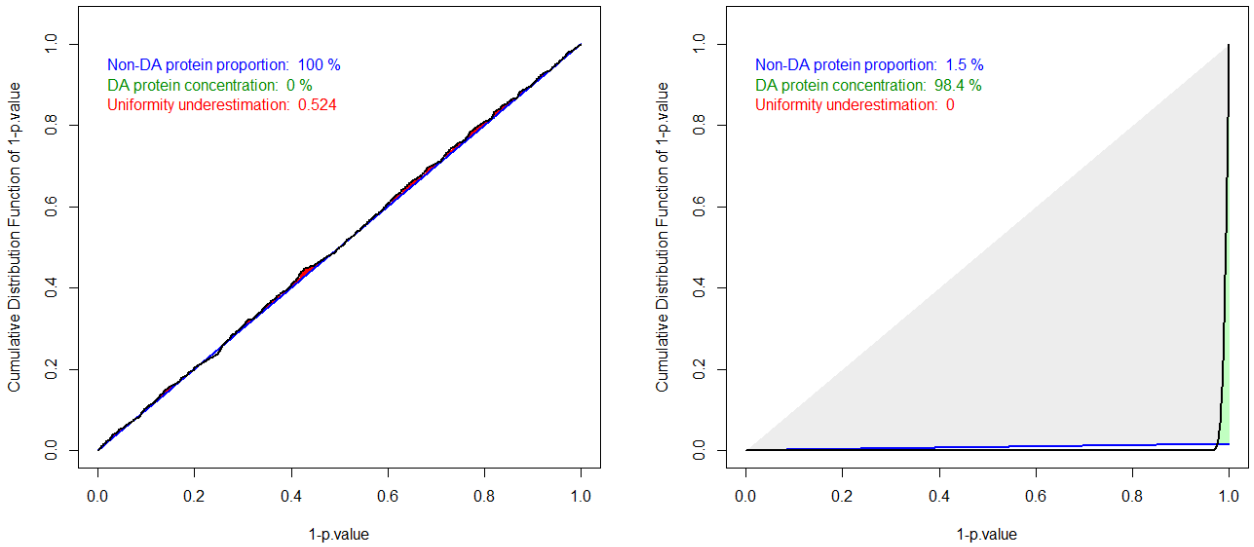 Non-DA protein proportion: 100 %
DA protein concentration: 0 %
Uniformity underestimation: 0.524
Cumulative Distribution Function of 1-p.value
1.0
0.8
0.6
0.4
0.2
0.0
0.0 0.2 0.4 0.6 0.8 1.0
1-p.value
Non-DA protein proportion: 1.5 %
DA protein concentration: 98.4 %
Uniformity underestimation: 0
Cumulative Distribution Function of 1-p.value
1.0
0.8
0.6
0.4
0.2
0.0
0.0 0.2 0.4 0.6 0.8 1.0
1-p.value